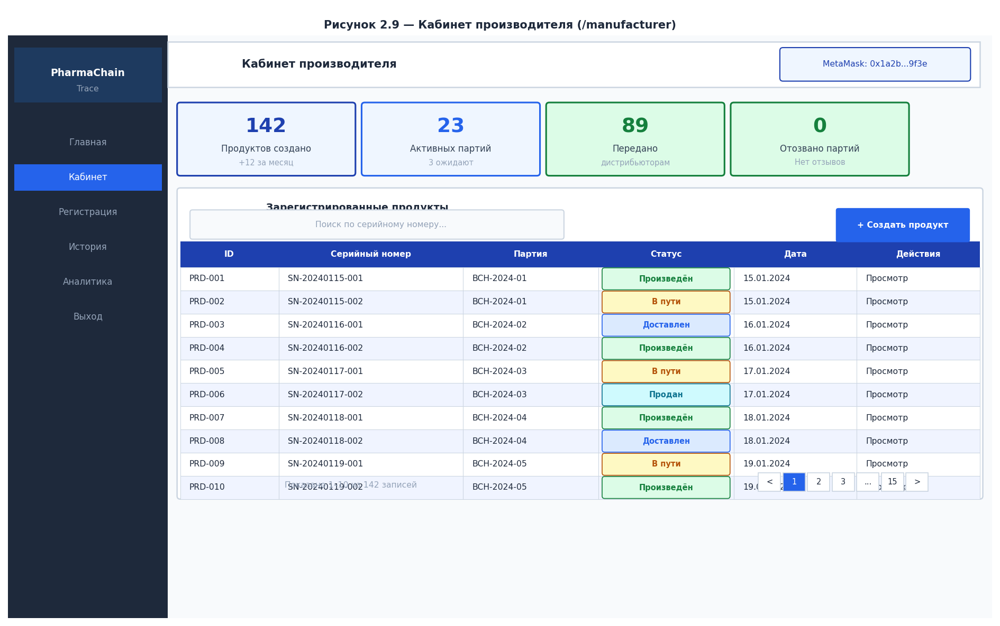 Рисунок 2.9 — Кабинет производителя (/manufacturer)
PharmaChain
Trace
Главная
Кабинет
Регистрация
История
Аналитика
Выход
Кабинет производителя
MetaMask: 0x1a2b...9f3e
142
Продуктов создано
+12 за месяц
23
Активных партий
3 ожидают
89
Передано
дистрибьюторам
0
Отозвано партий
Нет отзывов
Зарегистрированные продукты
Поиск по серийному номеру...
+ Создать продукт
ID Серийный номер Партия Статус Дата Действия
PRD-001 SN-20240115-001 BCH-2024-01 Произведён 15.01.2024 Просмотр
PRD-002 SN-20240115-002 BCH-2024-01 В пути 15.01.2024 Просмотр
PRD-003 SN-20240116-001 BCH-2024-02 Доставлен 16.01.2024 Просмотр
PRD-004 SN-20240116-002 BCH-2024-02 Произведён 16.01.2024 Просмотр
PRD-005 SN-20240117-001 BCH-2024-03 В пути 17.01.2024 Просмотр
PRD-006 SN-20240117-002 BCH-2024-03 Продан 17.01.2024 Просмотр
PRD-007 SN-20240118-001 BCH-2024-04 Произведён 18.01.2024 Просмотр
PRD-008 SN-20240118-002 BCH-2024-04 Доставлен 18.01.2024 Просмотр
PRD-009 SN-20240119-001 BCH-2024-05 В пути 19.01.2024 Просмотр
PRD-010 SN-20240119-002 BCH-2024-05 Произведён
Показано 1-10 из 142 записей
< 1 2 3 ... 15 >